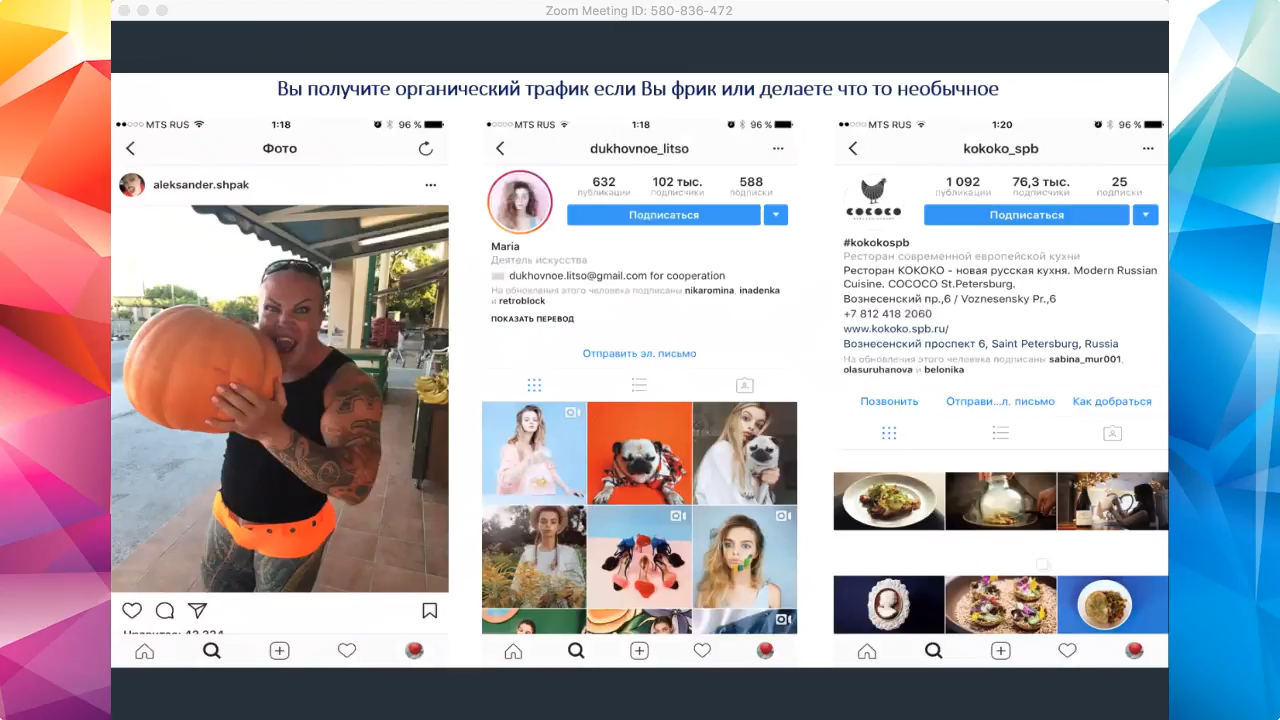 Zoom Meeting ID: 580-836-472
Вы получите органический трафик если Вы фрик или делаете что то необычное
MTS RUS 1:18 96 %
Фото
aleksander.shpak
MTS RUS 1:18 96 %
dukhovnoe_litso
632 102 тыс. 588
публикации подписчики подписки
Подписаться
Maria
Деятель искусства
dukhovnoe.litso@gmail.com for cooperation
На обновления этого человека подписаны nikaromina, inadenka
и retroblock
ПОКАЗАТЬ ПЕРЕВОД
Отправить эл. письмо
MTS RUS 1:20 96 %
kokoko_spb
1 092 76,3 тыс. 25
публикации подписчики подписки
COCOCO
Подписаться
#kokokospb
Ресторан современной европейской кухни
Ресторан КОКОКО - новая русская кухня. Modern Russian
Cuisine. COCOCO St.Petersburg.
Вознесенский пр.,6 / Voznesensky Pr.,6
+7 812 418 2060
www.kokoko.spb.ru/
Вознесенский проспект 6, Saint Petersburg, Russia
На обновления этого человека подписаны sabina_mur001,
olasuruhanova и belonika
Позвонить Отправи...л. письмо Как добраться